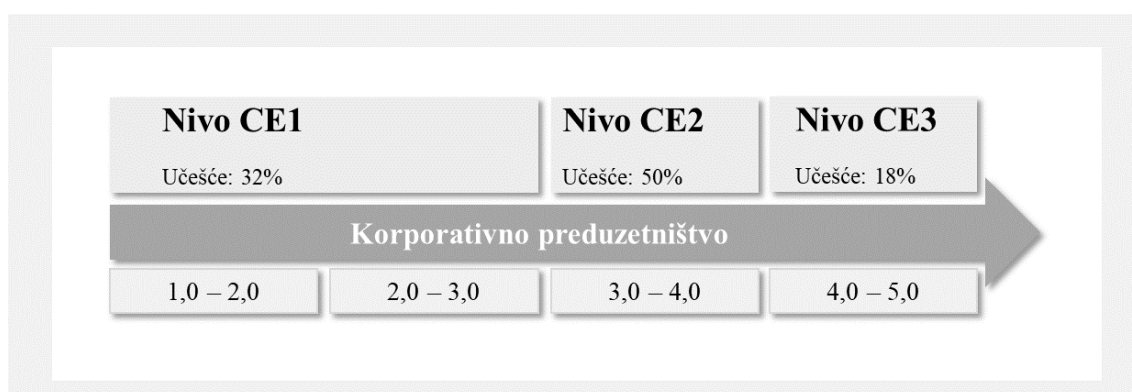 Nivo CE1
Učešće: 32%
Nivo CE2
Učešće: 50%
Nivo CE3
Učešće: 18%
Korporativno preduzetništvo
1,0 – 2,0
2,0 – 3,0
3,0 – 4,0
4,0 – 5,0